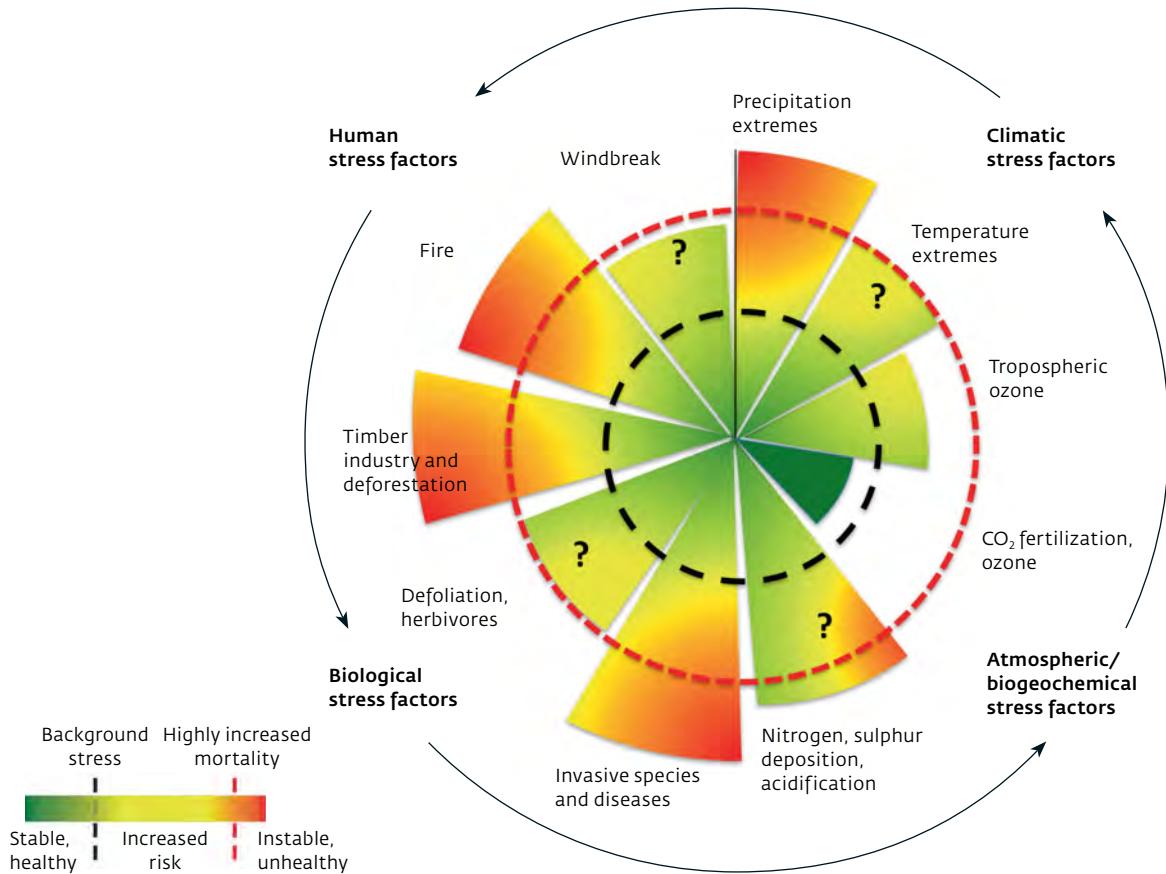 Precipitation
extremes
Human
stress factors
Climatic
stress factors
Windbreak
Fire
Temperature
extremes
?
?
Tropospheric
ozone
Timber
industry and
deforestation
CO₂ fertilization,
ozone
?
Defoliation,
herbivores
?
Biological
stress factors
Atmospheric/
biogeochemical
stress factors
Nitrogen, sulphur
deposition,
acidification
Invasive species
and diseases
Background
stress
Highly increased
mortality
Stable,
healthy
Increased
risk
Instable,
unhealthy